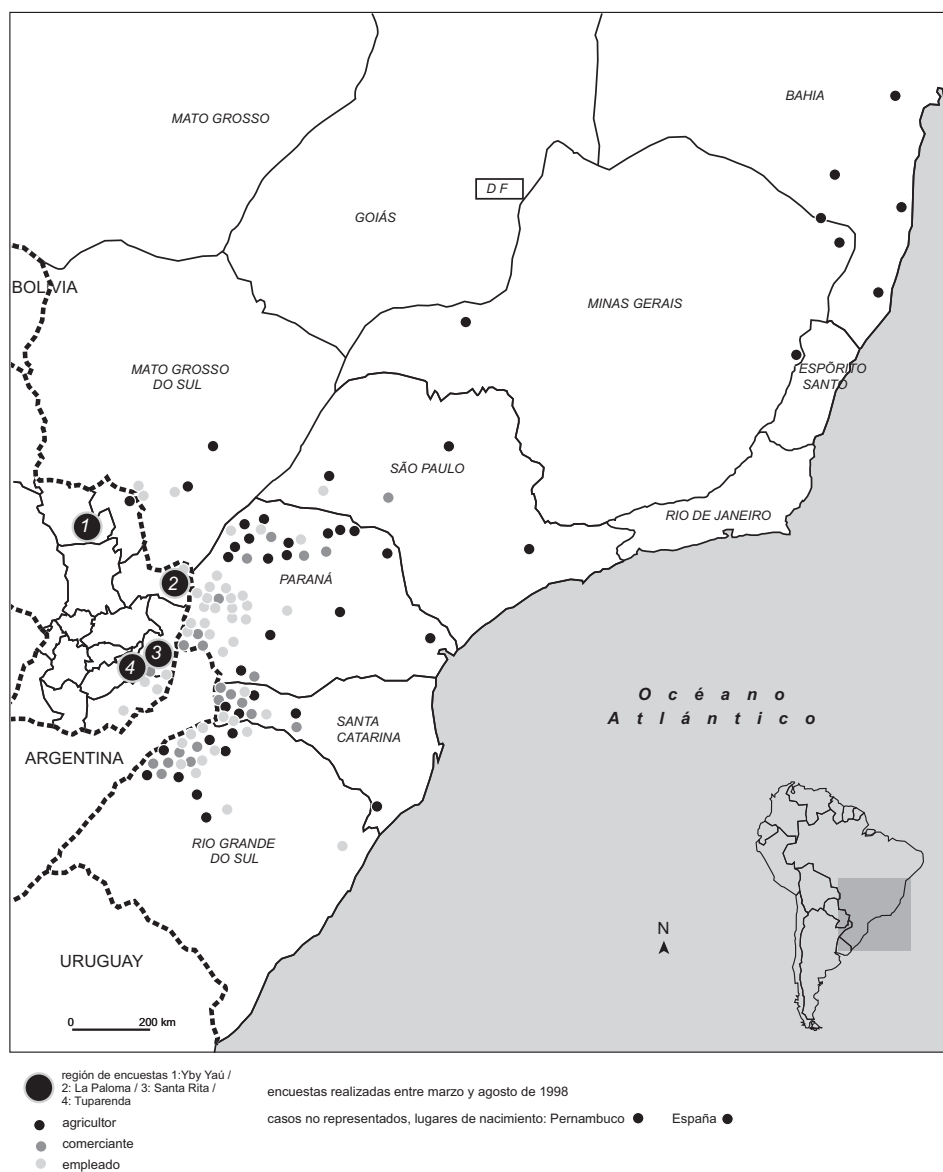 BAHIA
MATO GROSSO
D F
GOIÁS
BOLIVIA
MINAS GERAIS
MATO GROSSO
DO SUL
ESPÕRITO
SANTO
SÃO PAULO
RIO DE JANEIRO
1
2
PARANÁ
3
4
Océano
Atlántico
SANTA
CATARINA
ARGENTINA
RIO GRANDE
DO SUL
N
URUGUAY
0 200 km
región de encuestas 1:Yby Yaú /
2: La Paloma / 3: Santa Rita /
4: Tuparenda
agricultor
comerciante
empleado
encuestas realizadas entre marzo y agosto de 1998
casos no representados, lugares de nacimiento: Pernambuco España